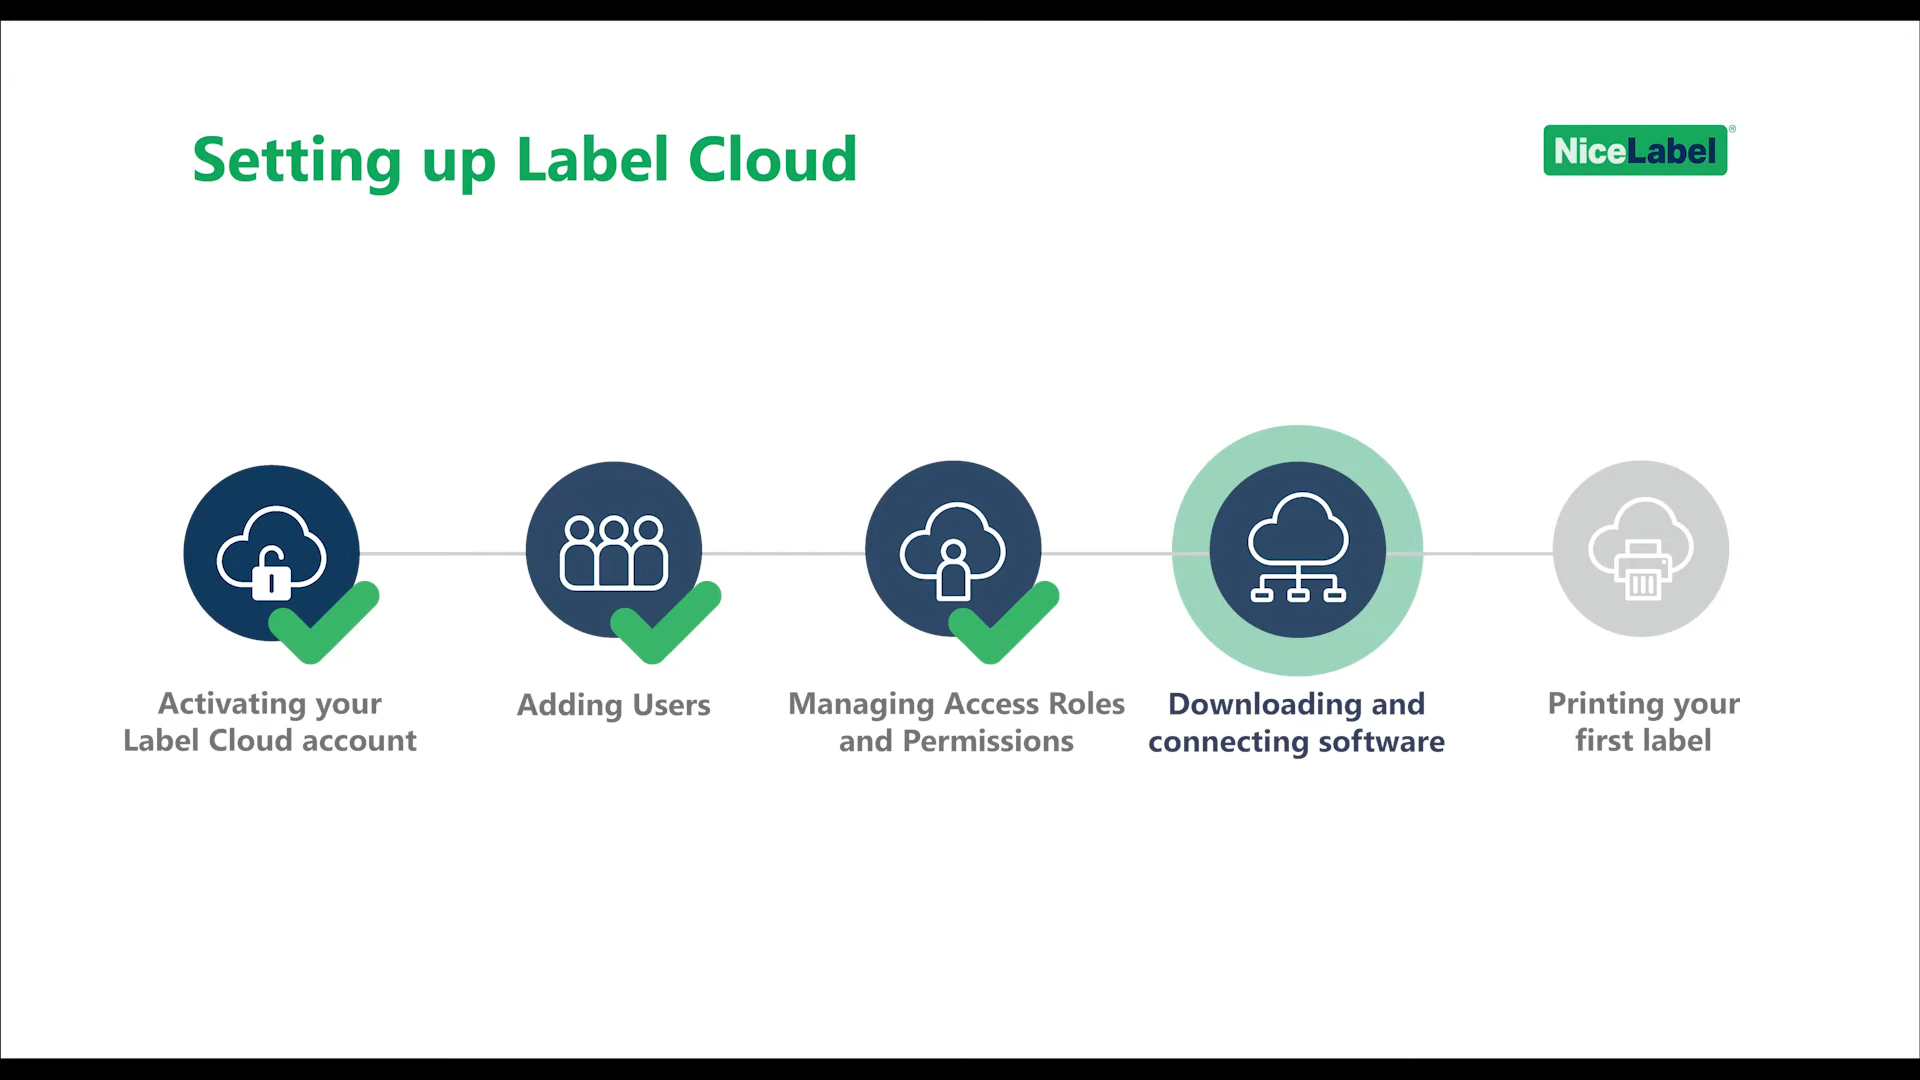 Setting up Label Cloud
NiceLabel®
Activating your
Label Cloud account
Adding Users
Managing Access Roles
and Permissions
Downloading and
connecting software
Printing your
first label